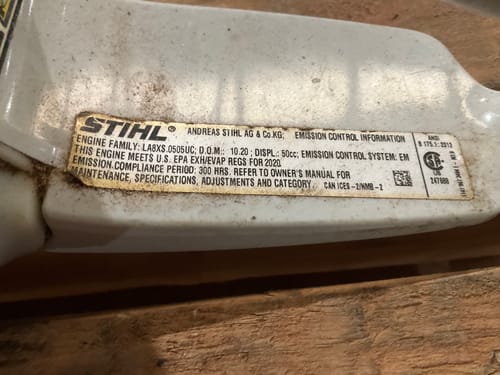 STIHL® ANDREAS STIHL AG & Co.KG, EMISSION CONTROL INFORMATION
ENGINE FAMILY: LA8XS.0505UC; D.O.M.: 10.20; DISPL.: 50cc; EMISSION CONTROL SYSTEM: EM
THIS ENGINE MEETS U.S. EPA EXH/EVAP REGS FOR 2020.
EMISSION-COMPLIANCE PERIOD: 300 HRS. REFER TO OWNER'S MANUAL FOR
MAINTENANCE, SPECIFICATIONS, ADJUSTMENTS AND CATEGORY CAN ICES-2/NMB-2
ANSI
B 175.1: 2012
247688